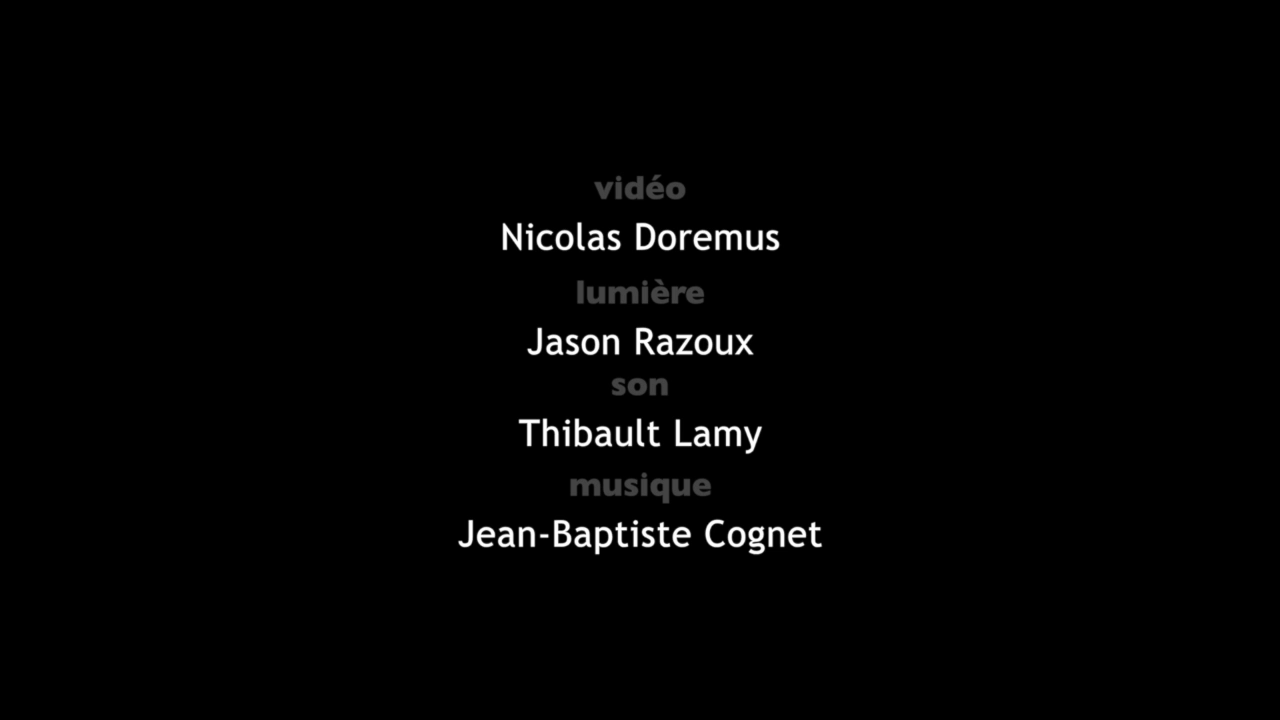 vidéo
Nicolas Doremus
lumière
Jason Razoux
son
Thibault Lamy
musique
Jean-Baptiste Cognet